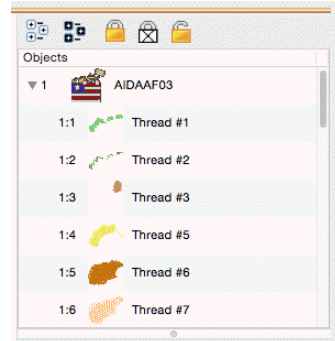 Objects
1 AIDAAF03
1:1 Thread #1
1:2 Thread #2
1:3 Thread #3
1:4 Thread #5
1:5 Thread #6
1:6 Thread #7